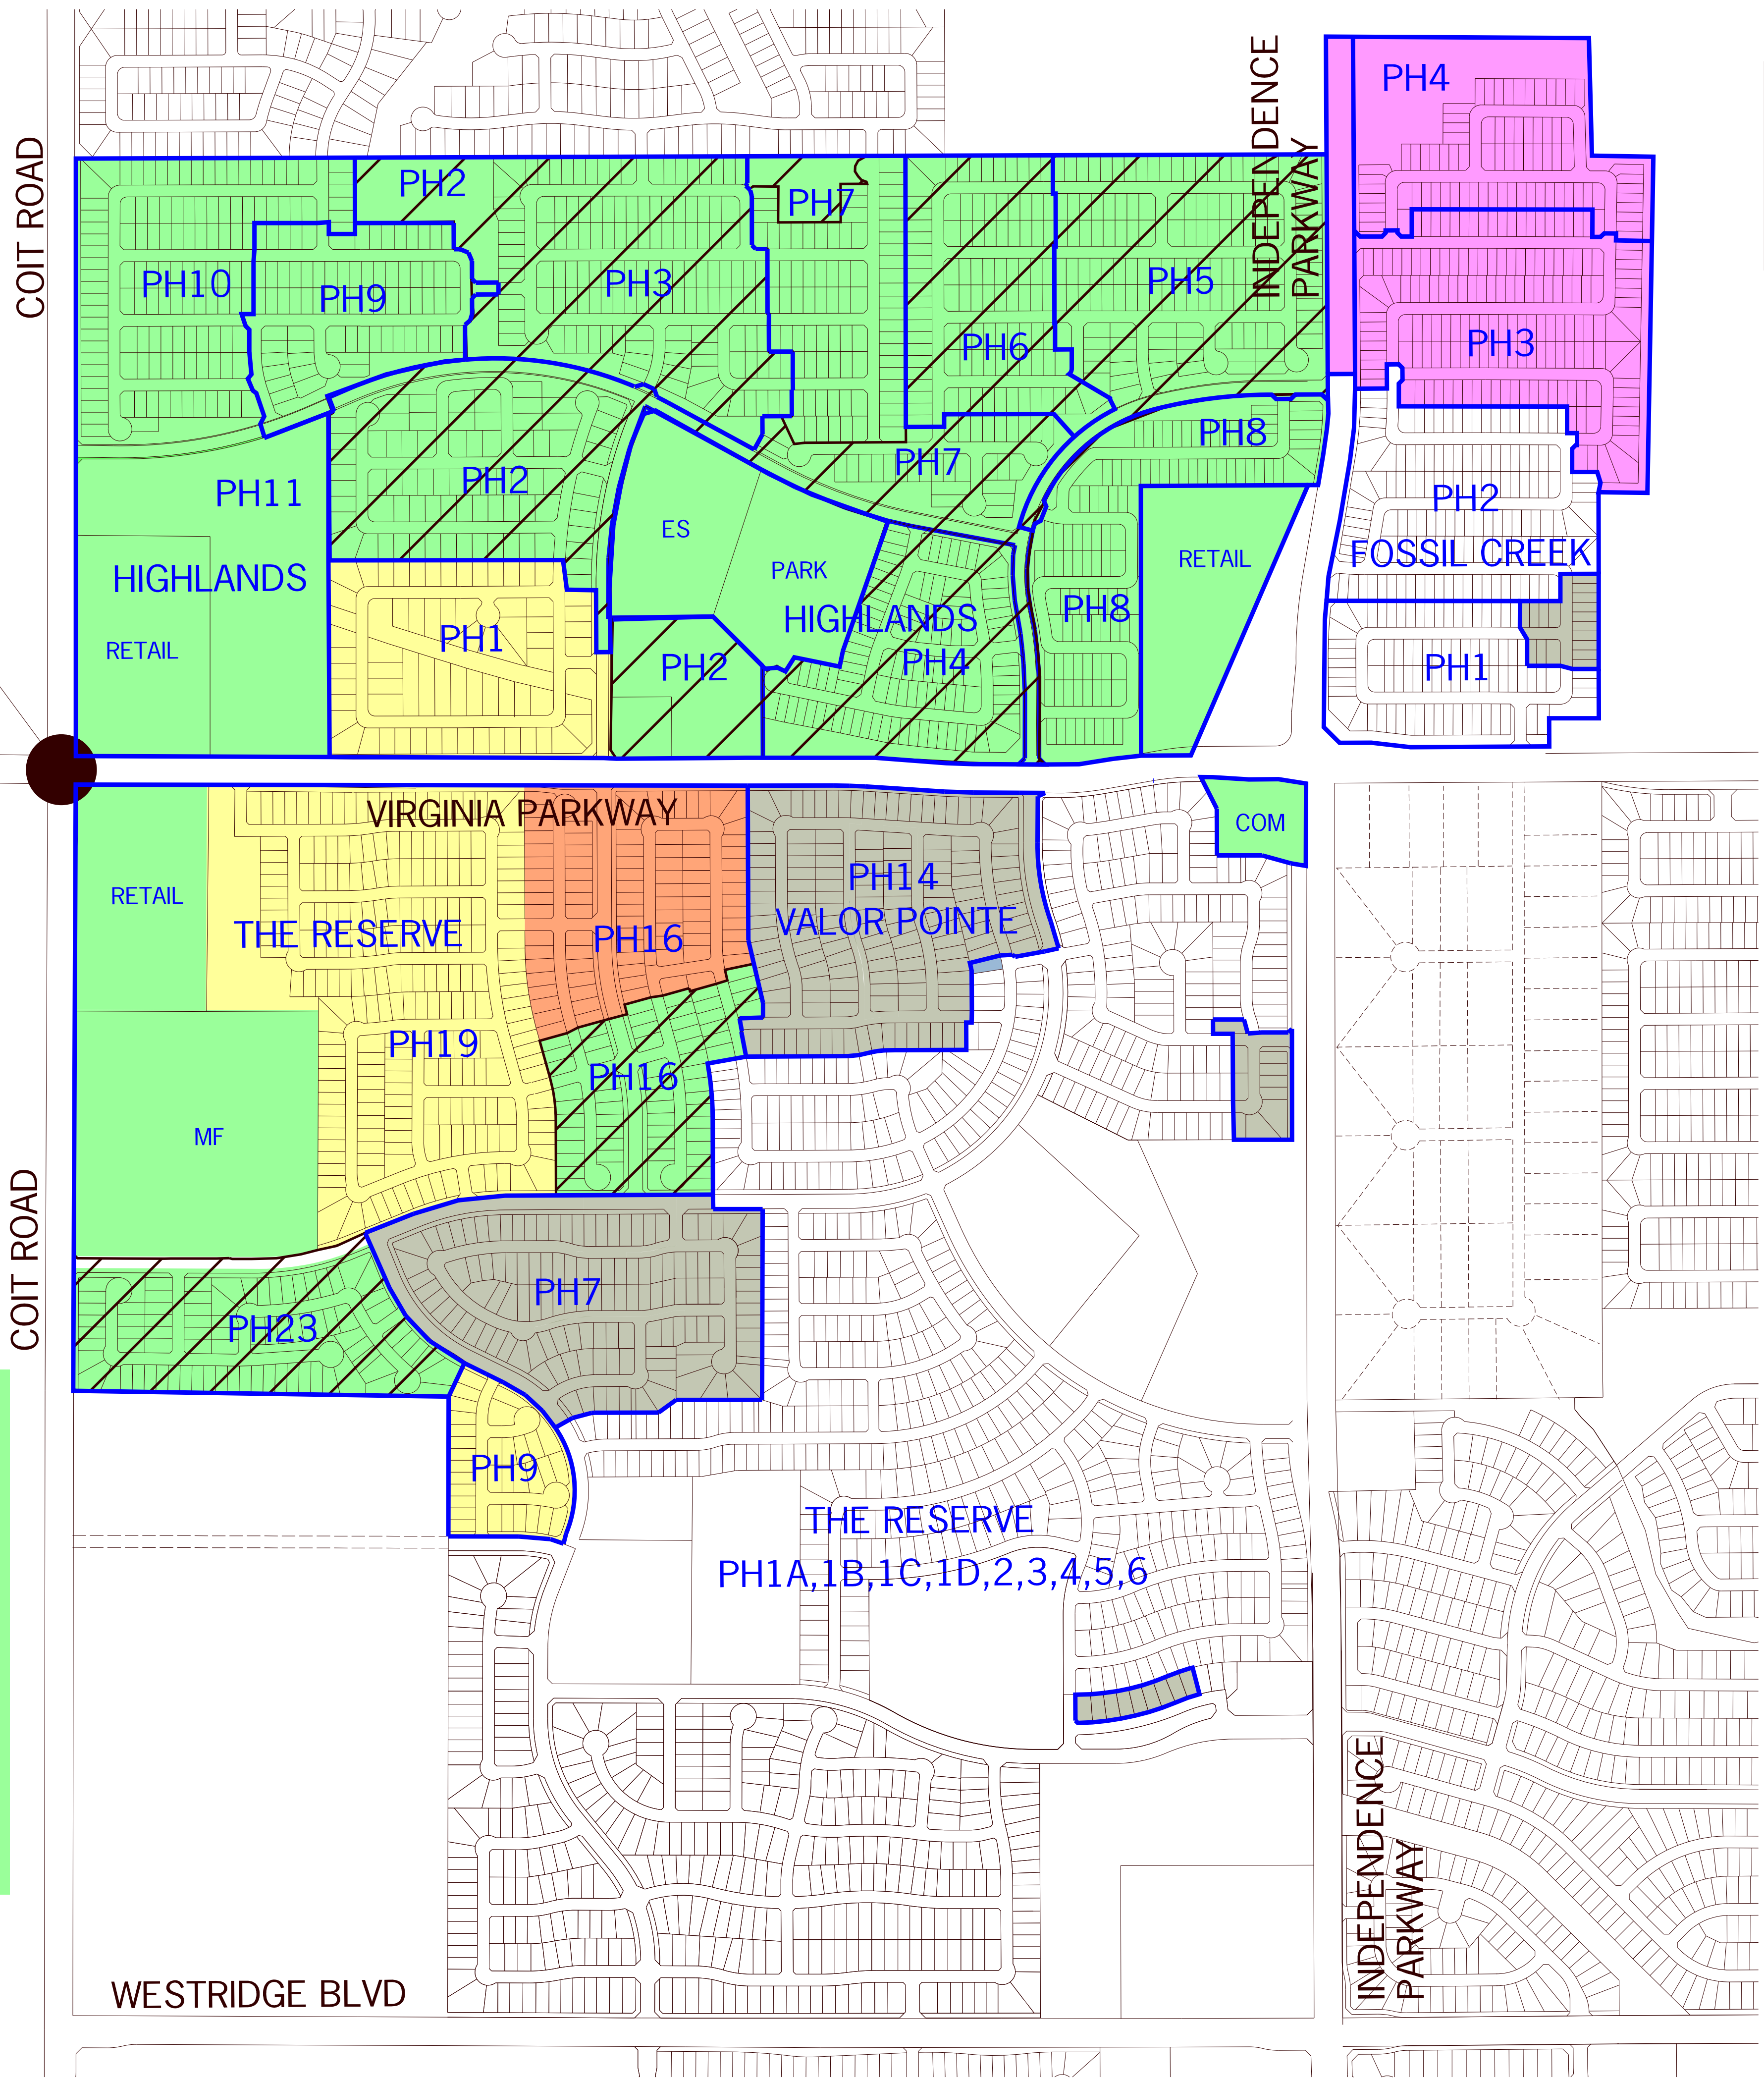 INDEPENDENCE
PARKWAY
COIT ROAD
PH4
PH2
PH7
PH10
PH9
PH3
PH5
PH6
PH3
PH8
PH7
PH11
PH2
PH2
ES
RETAIL
FOSSIL CREEK
PARK
HIGHLANDS
HIGHLANDS
PH8
PH1
RETAIL
PH2
PH4
PH1
VIRGINIA PARKWAY
COM
RETAIL
PH14
VALOR POINTE
THE RESERVE
PH16
PH19
PH16
MF
COIT ROAD
PH7
PH23
PH9
THE RESERVE
PH1A,1B,1C,1D,2,3,4,5,6
INDEPENDENCE
PARKWAY
WESTRIDGE BLVD